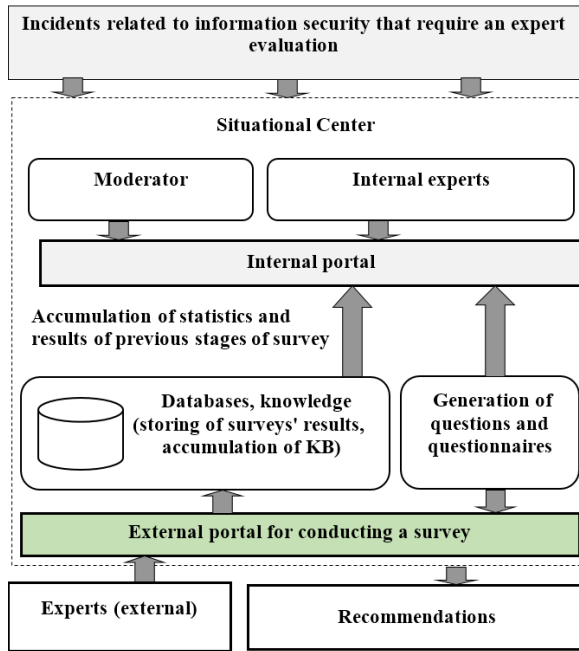 Incidents related to information security that require an expert
evaluation
Situational Center
Moderator
Internal experts
Internal portal
Accumulation of statistics and
results of previous stages of survey
Databases, knowledge
(storing of surveys' results,
accumulation of KB)
Generation of
questions and
questionnaires
External portal for conducting a survey
Experts (external)
Recommendations